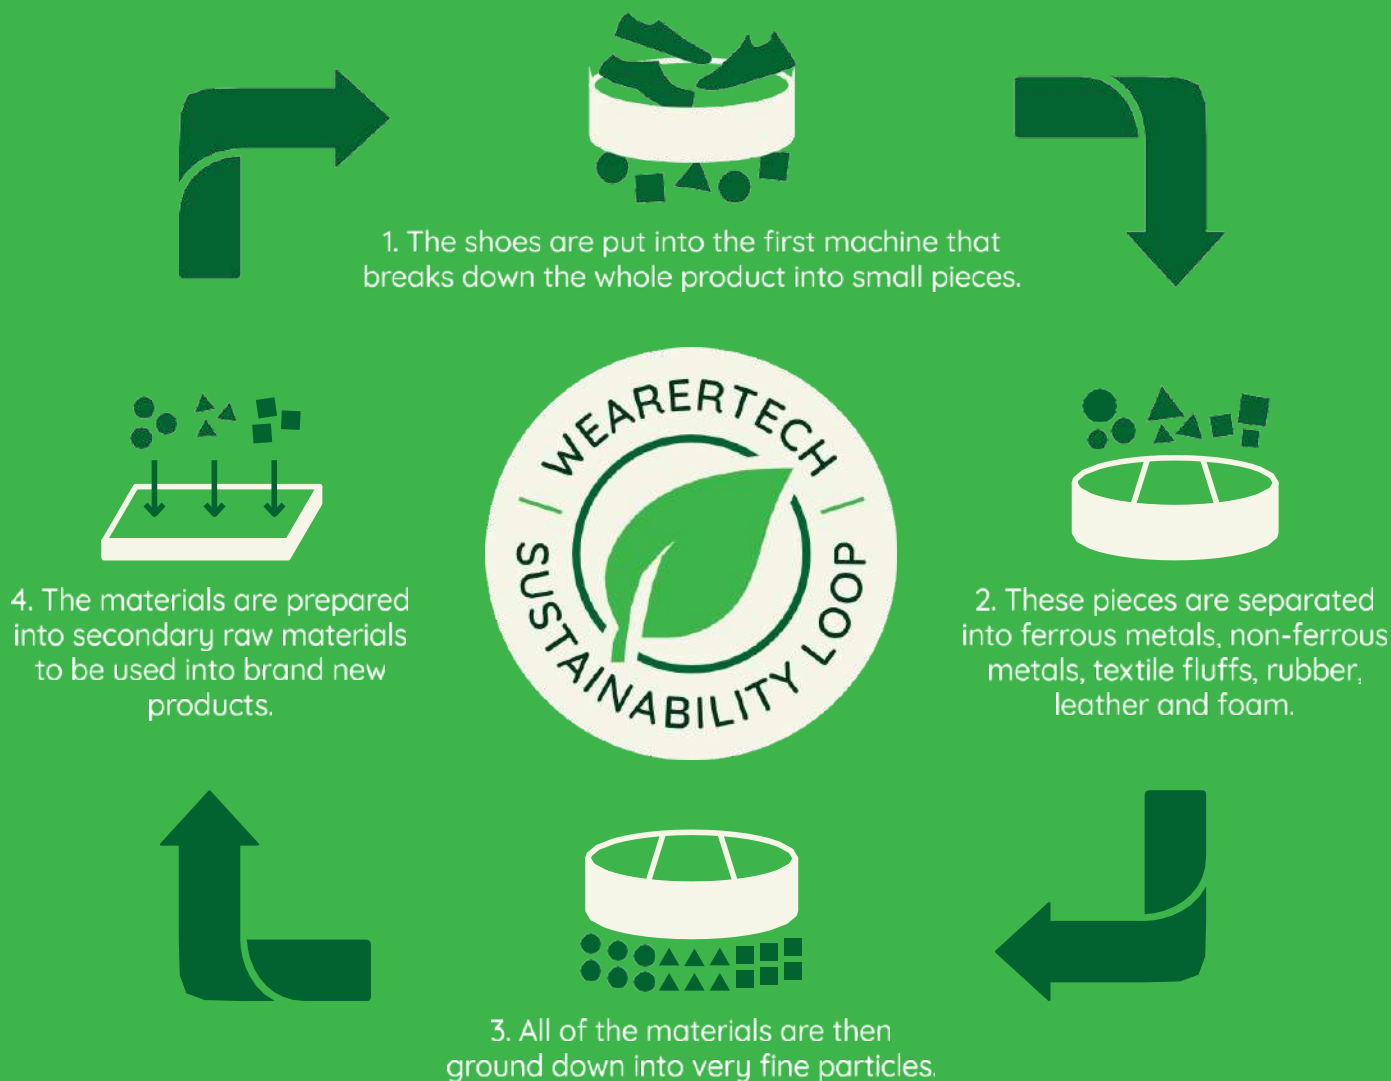 1. The shoes are put into the first machine that
breaks down the whole product into small pieces.
WEARERTECH
SUSTAINABILITY LOOP
2. These pieces are separated
into ferrous metals, non-ferrous
metals, textile fluffs, rubber,
leather and foam.
3. All of the materials are then
ground down into very fine particles.
4. The materials are prepared
into secondary raw materials
to be used into brand new
products.